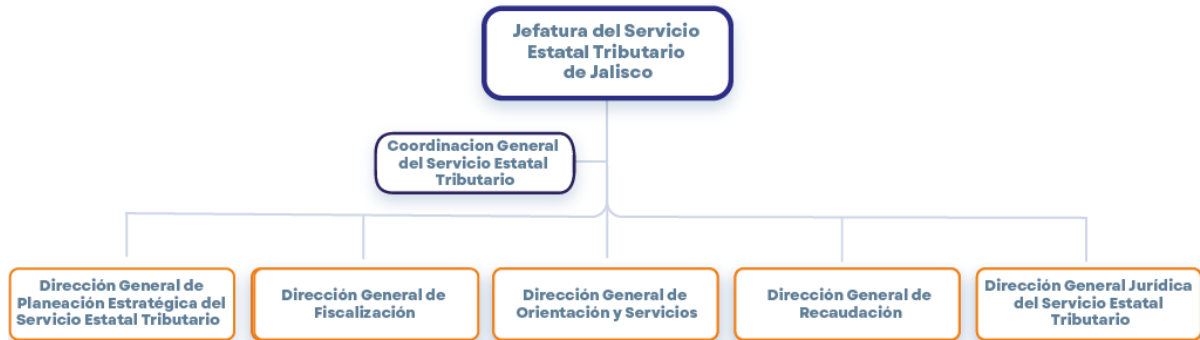 Jefatura del Servicio
Estatal Tributario
de Jalisco
Coordinacion General
del Servicio Estatal
Tributario
Dirección General de
Planeación Estratégica del
Servicio Estatal Tributario
Dirección General de
Fiscalización
Dirección General de
Orientación y Servicios
Dirección General de
Recaudación
Dirección General Jurídica
del Servicio Estatal
Tributario